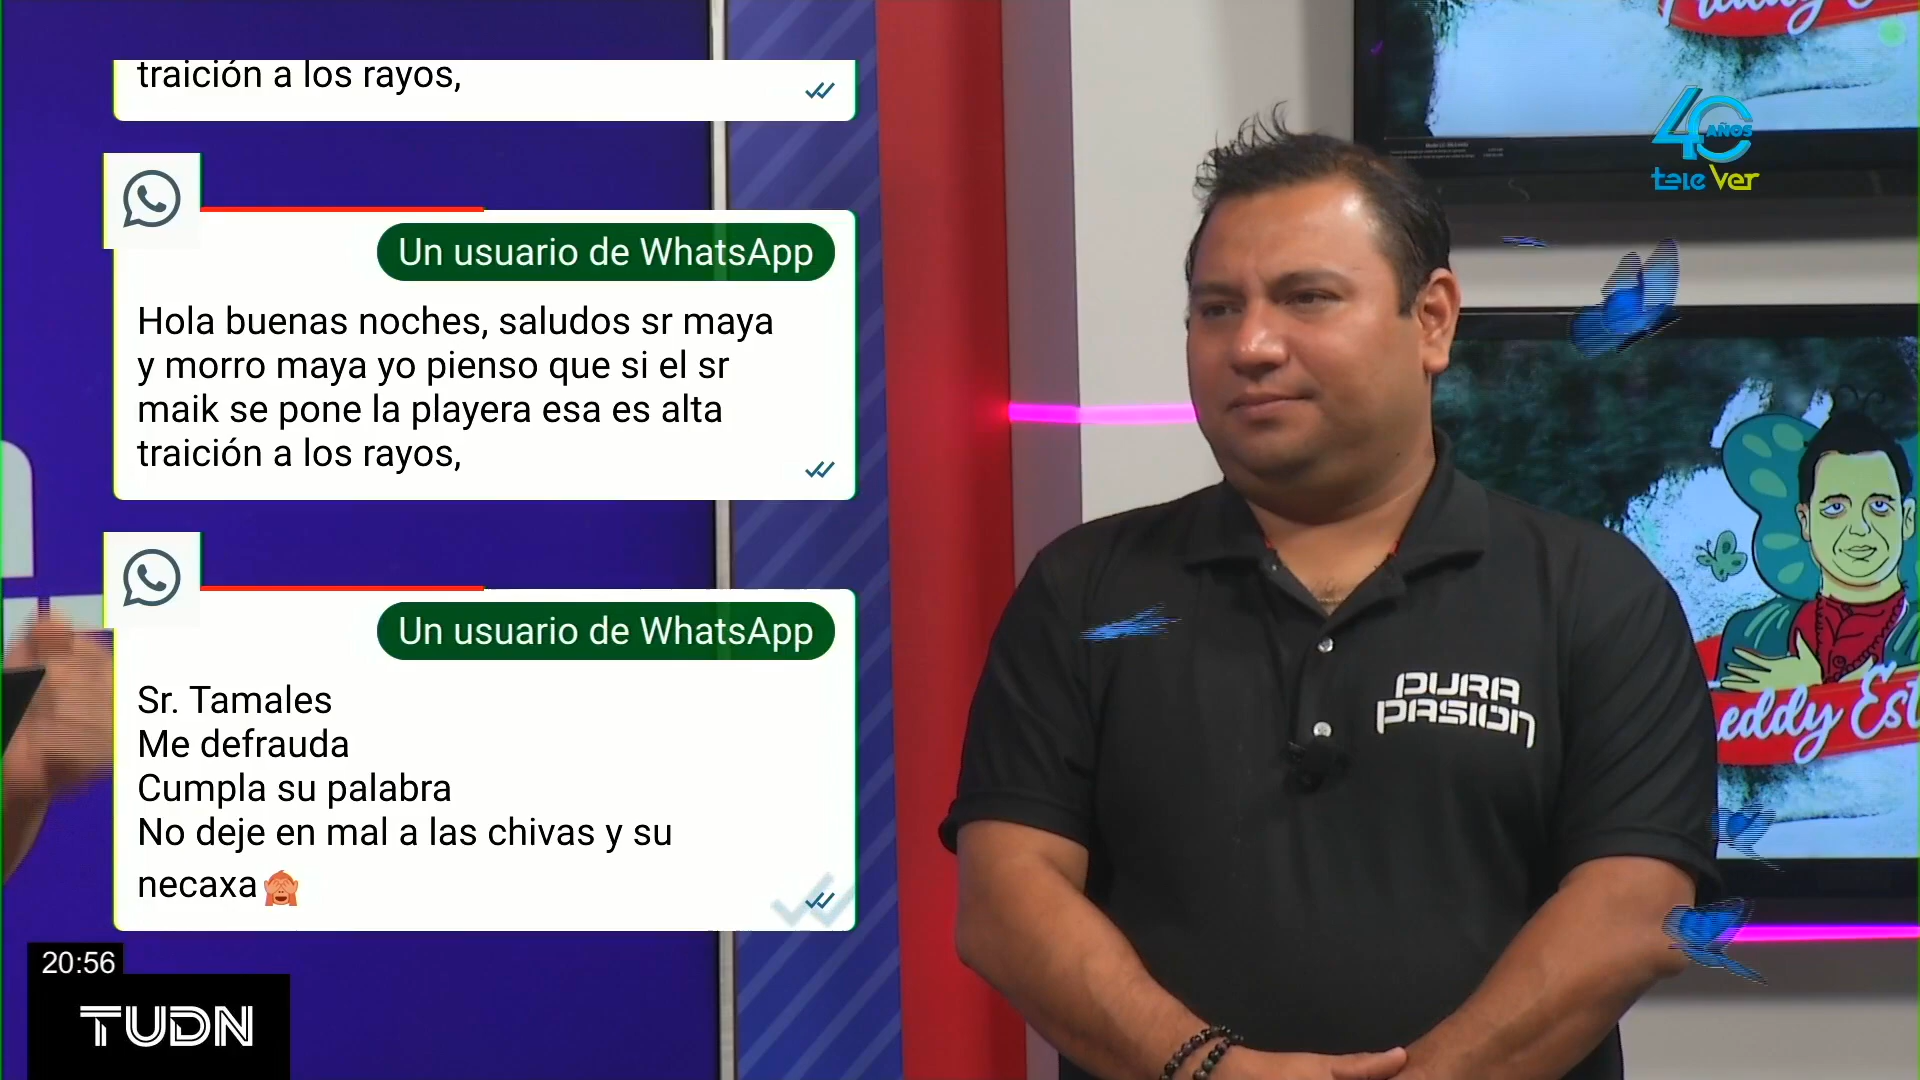 traición a los rayos,
Un usuario de WhatsApp
Hola buenas noches, saludos sr maya
y morro maya yo pienso que si el sr
maik se pone la playera esa es alta
traición a los rayos,
Un usuario de WhatsApp
Sr. Tamales
Me defrauda
Cumpla su palabra
No deje en mal a las chivas y su
necaxa🙈
20:56
TUDN
40
AÑOS
tele Ver
PURA
PASION
eddy Est